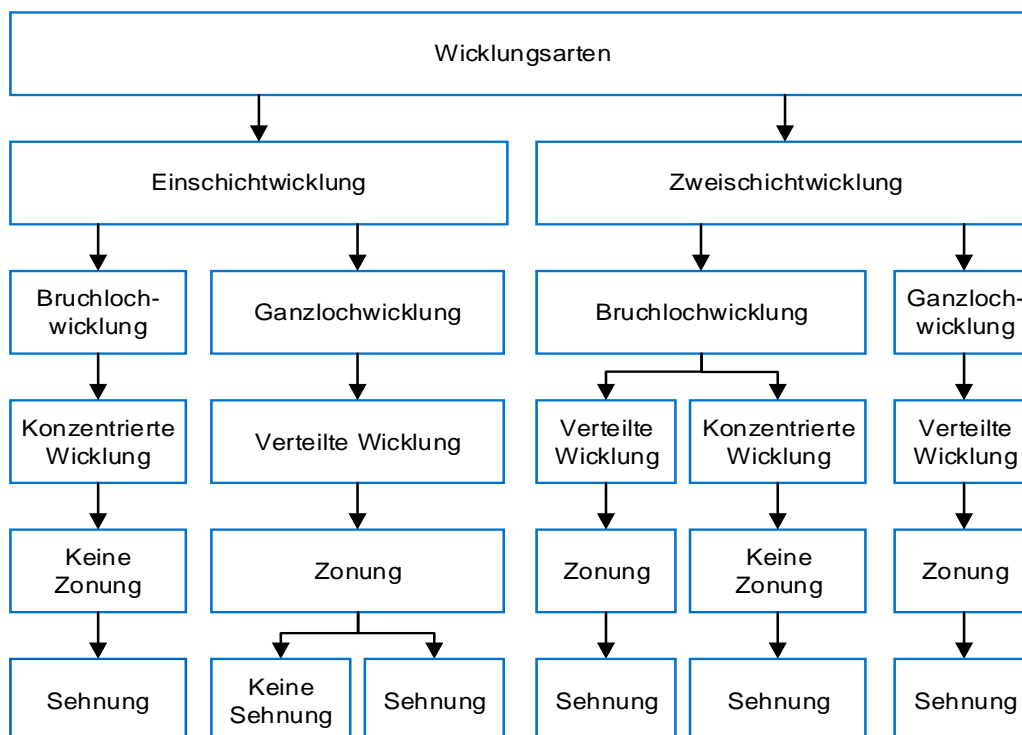 Wicklungsarten
Einschichtwicklung
Zweischichtwicklung
Bruchloch-
wicklung
Ganzlochwicklung
Bruchlochwicklung
Ganzloch-
wicklung
Konzentrierte
Wicklung
Verteilte Wicklung
Verteilte
Wicklung
Konzentrierte
Wicklung
Verteilte
Wicklung
Keine
Zonung
Zonung
Zonung
Keine
Zonung
Zonung
Sehnung
Keine
Sehnung
Sehnung
Sehnung
Sehnung
Sehnung